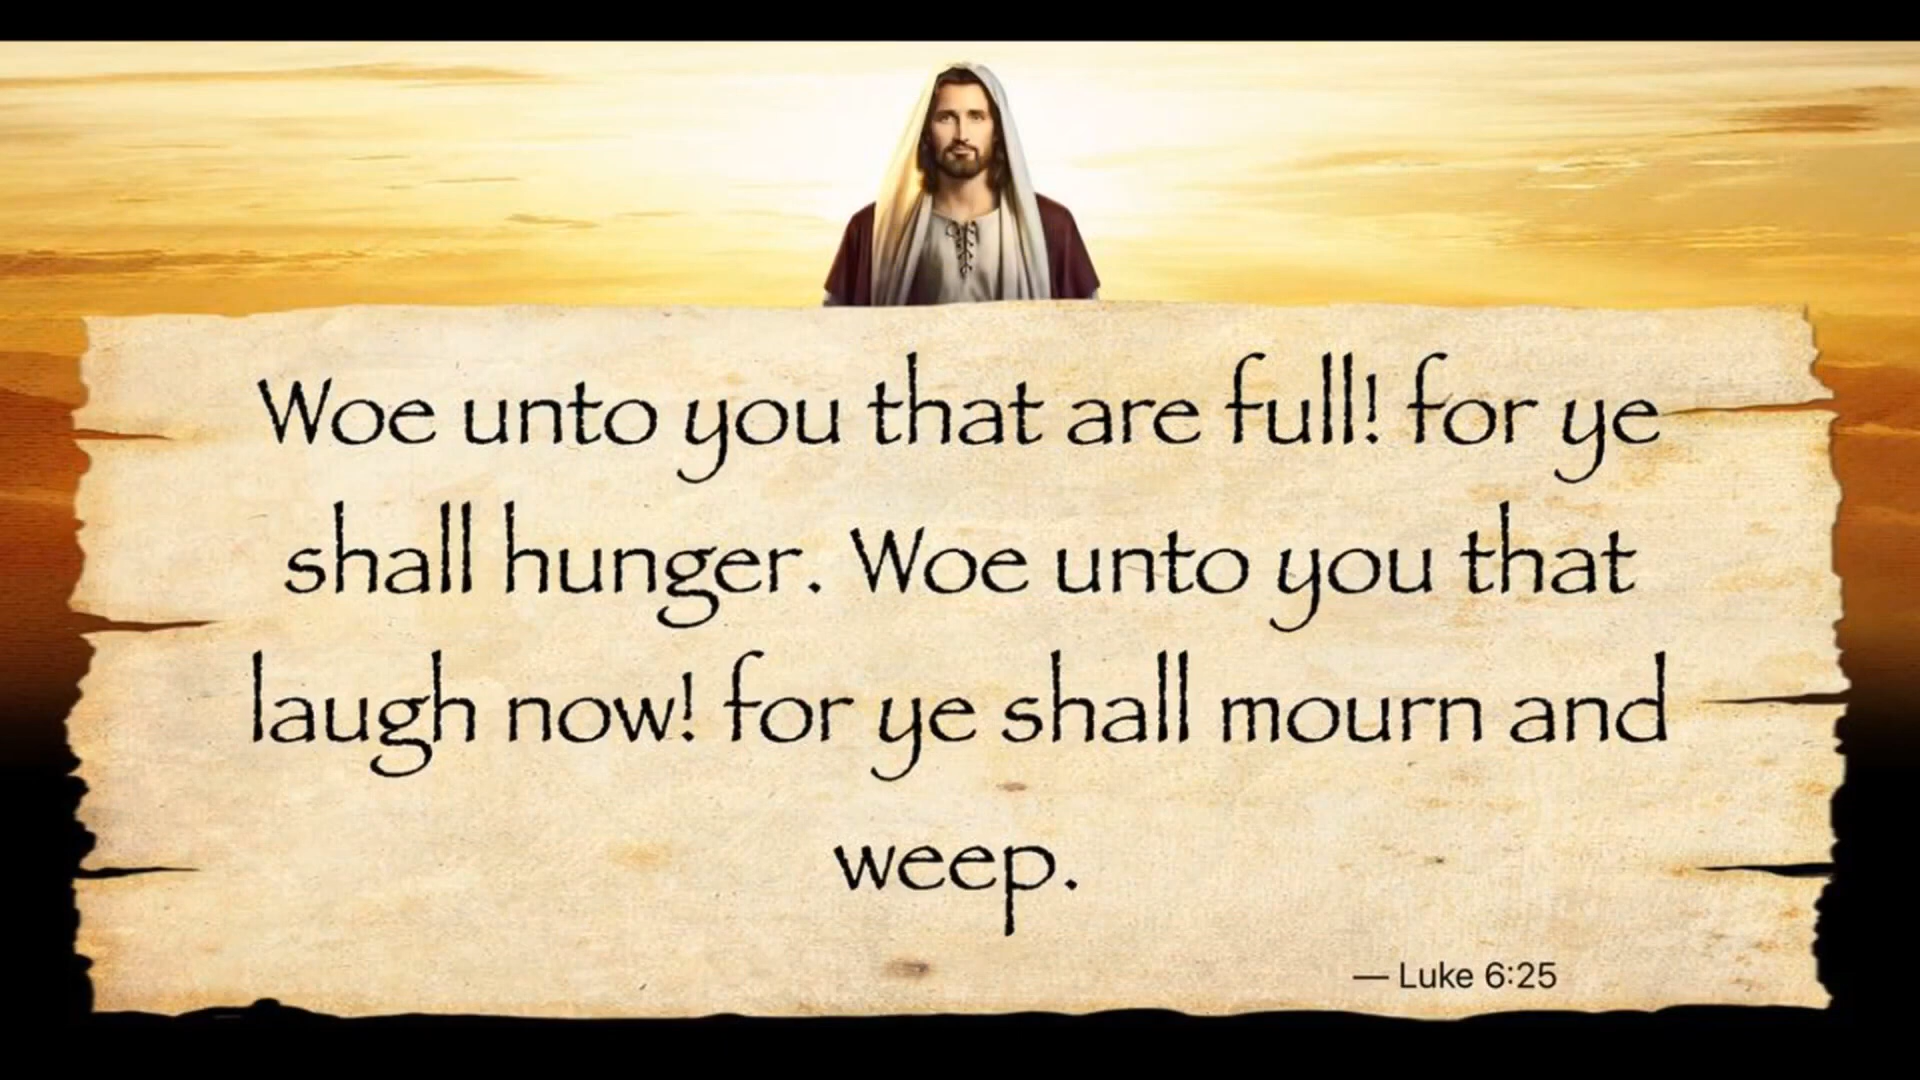 Woe unto you that are full! for ye
shall hunger. Woe unto you that
laugh now! for ye shall mourn and
weep.
— Luke 6:25